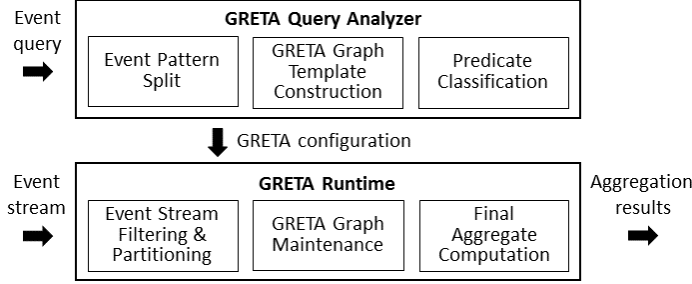 Event
query
GRETA Query Analyzer
Event Pattern
Split
GRETA Graph
Template
Construction
Predicate
Classification
GRETA configuration
Event
stream
GRETA Runtime
Event Stream
Filtering &
Partitioning
GRETA Graph
Maintenance
Final
Aggregate
Computation
Aggregation
results